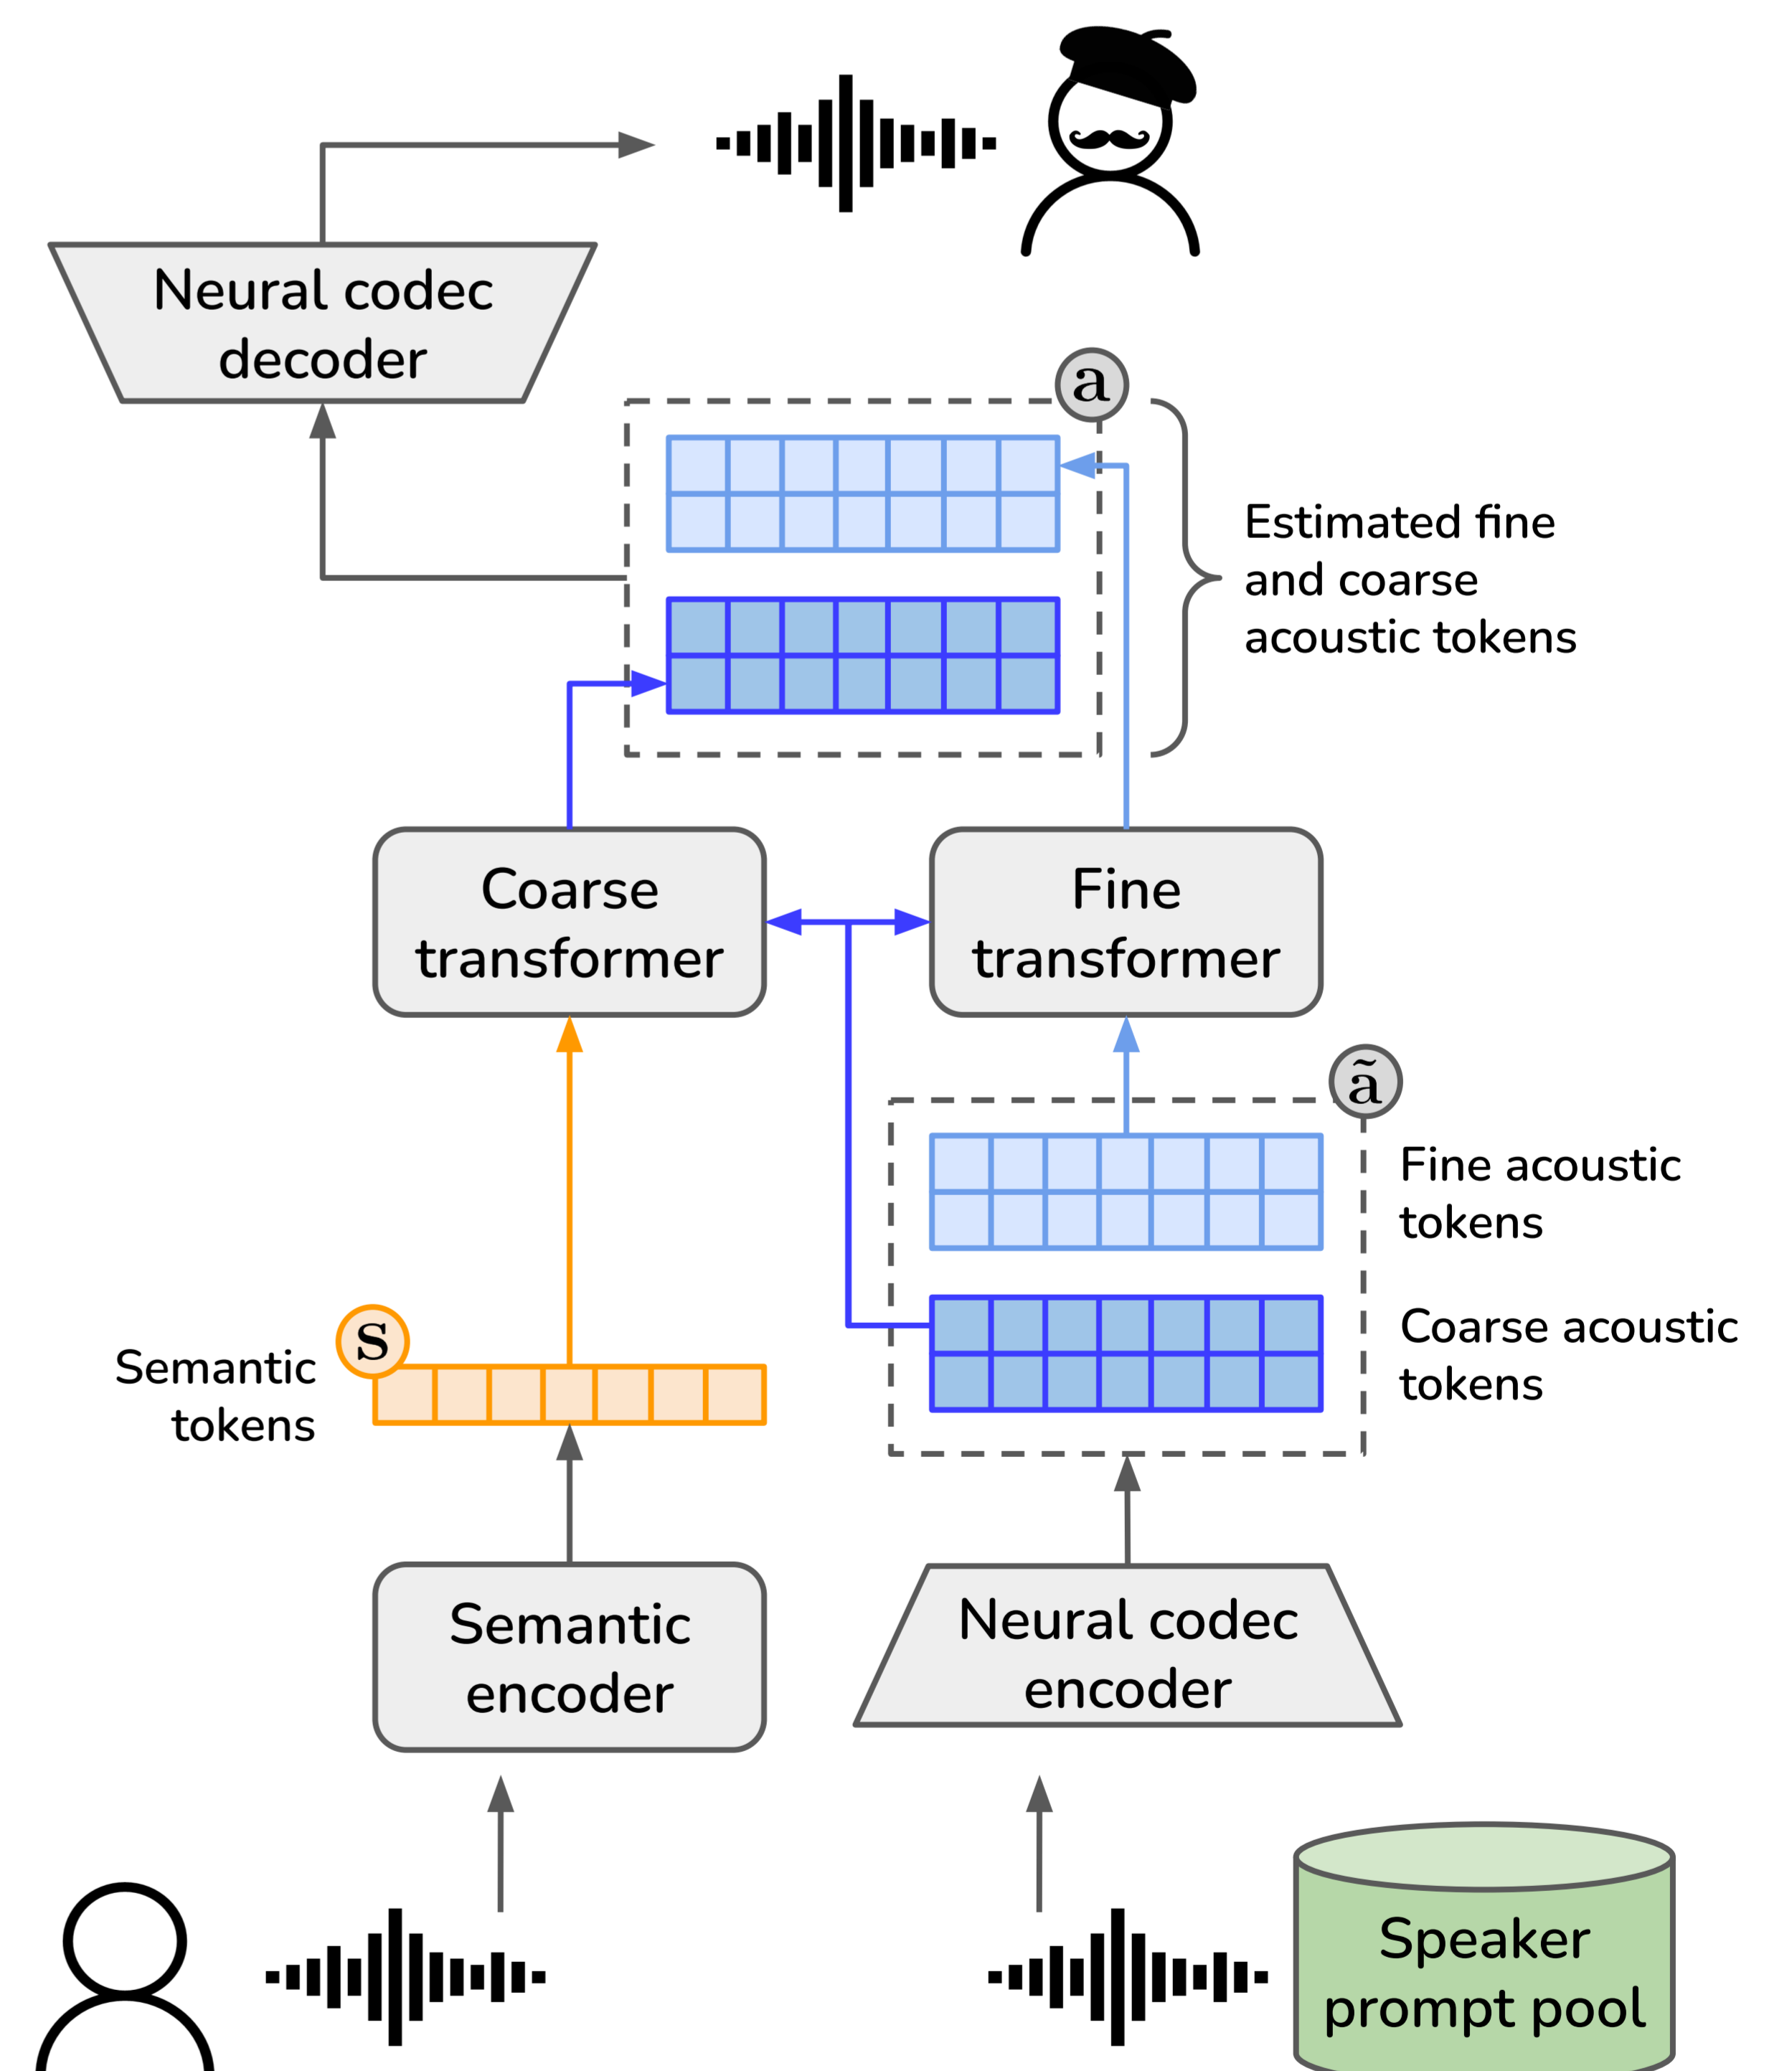 Neural codec
decoder
a
Estimated fine
and coarse
acoustic tokens
Coarse
transformer
Fine
transformer
ã
Fine acoustic
tokens
Coarse acoustic
tokens
s
Semantic
tokens
Semantic
encoder
Neural codec
encoder
Speaker
prompt pool